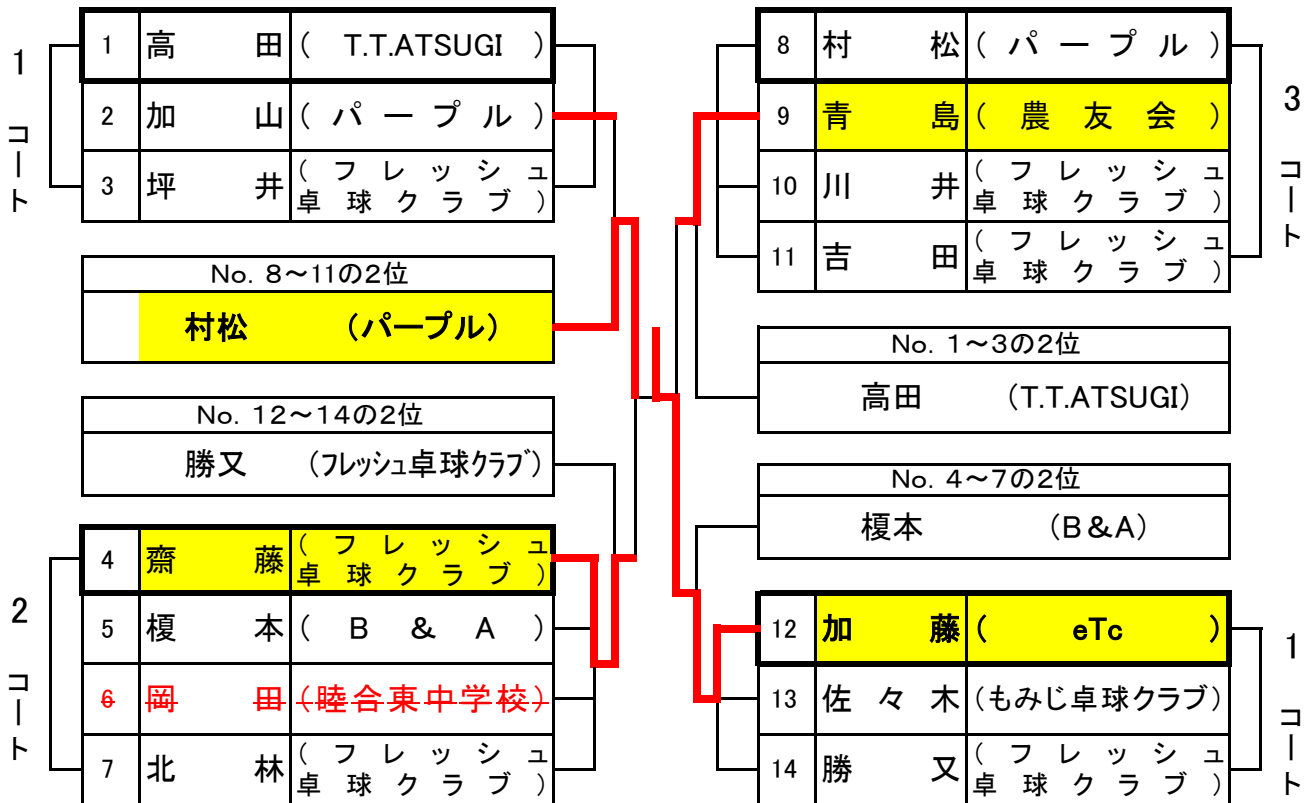 1 コート
1 高田 ( T.T.ATSUGI )
2 加山 ( パープル )
3 坪井 ( フレッシュ
卓球クラブ )
No. 8～11の2位
村松 (パープル)
No. 12～14の2位
勝又 (フレッシュ卓球クラブ)
2 コート
4 齋藤 ( フレッシュ
卓球クラブ )
5 榎本 ( B & A )
6 岡田 (睦合東中学校)
7 北林 ( フレッシュ
卓球クラブ )
3 コート
8 村松 ( パープル )
9 青島 ( 農友会 )
10 川井 ( フレッシュ
卓球クラブ )
11 吉田 ( フレッシュ
卓球クラブ )
No. 1～3の2位
高田 (T.T.ATSUGI)
No. 4～7の2位
榎本 (B&A)
1 コート
12 加藤 ( eTc )
13 佐々木 (もみじ卓球クラブ)
14 勝又 ( フレッシュ
卓球クラブ )